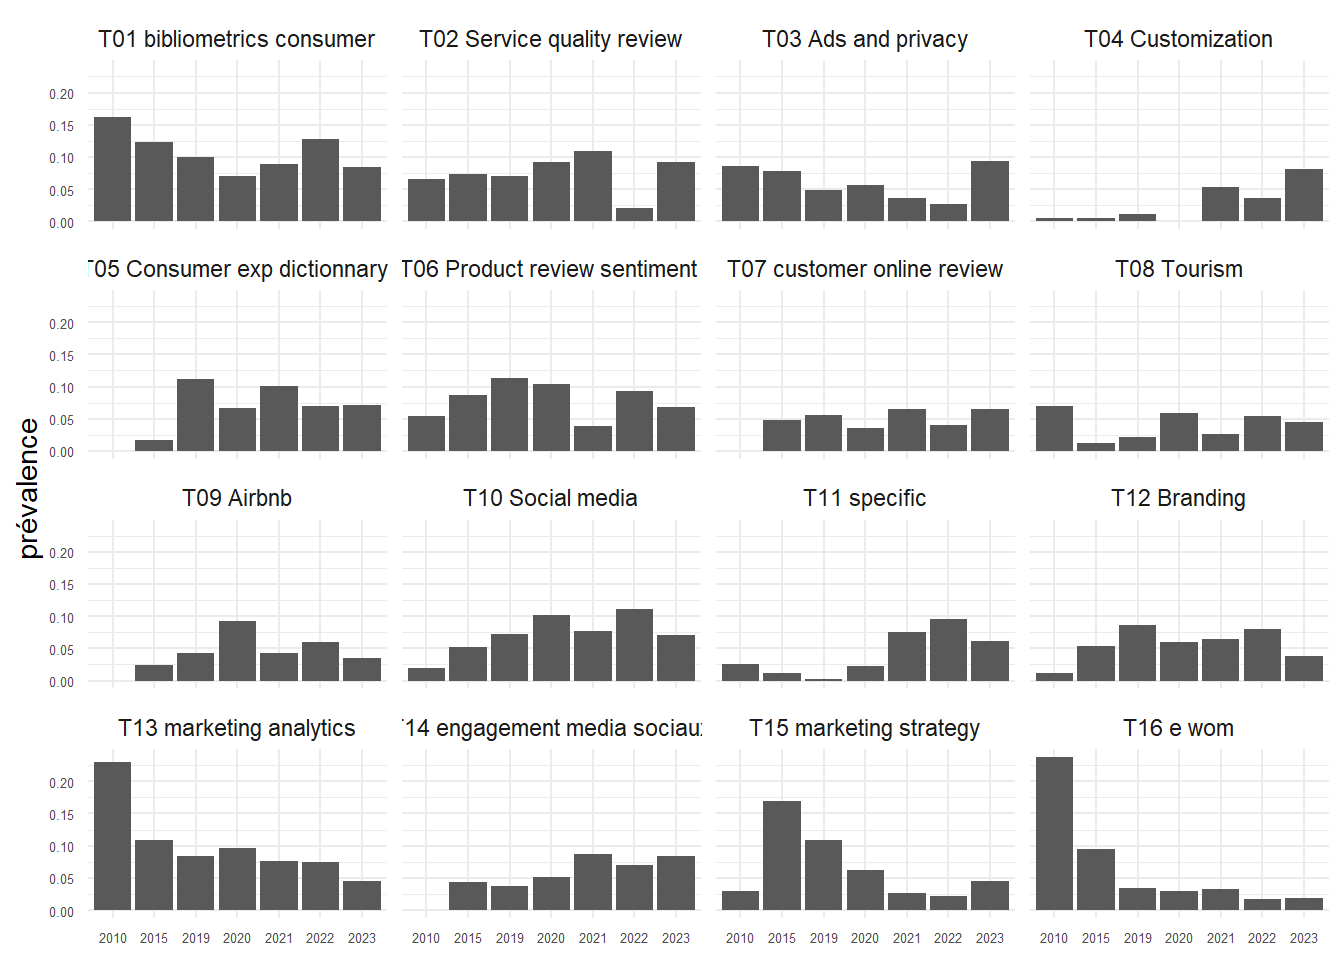 T01 bibliometrics consumer
T02 Service quality review
T03 Ads and privacy
T04 Customization
0.20
0.15
0.10
0.05
0.00
T05 Consumer exp dictionnary
T06 Product review sentiment
T07 customer online review
T08 Tourism
0.20
0.15
0.10
0.05
0.00
prévalence
T09 Airbnb
T10 Social media
T11 specific
T12 Branding
0.20
0.15
0.10
0.05
0.00
T13 marketing analytics
T14 engagement media sociaux
T15 marketing strategy
T16 e wom
0.20
0.15
0.10
0.05
0.00
2010 2015 2019 2020 2021 2022 2023
2010 2015 2019 2020 2021 2022 2023
2010 2015 2019 2020 2021 2022 2023
2010 2015 2019 2020 2021 2022 2023